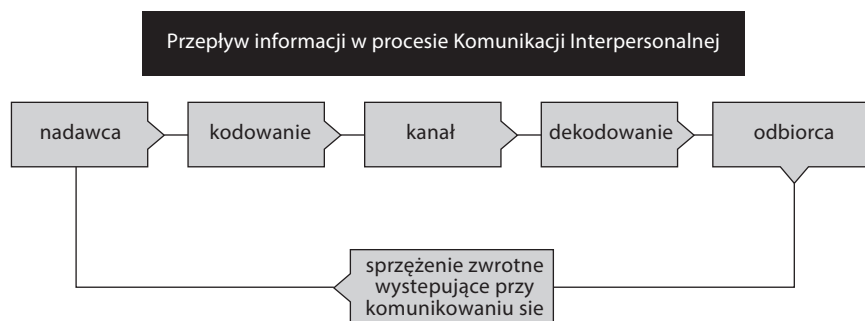 Przepływ informacji w procesie Komunikacji Interpersonalnej
nadawca
kodowanie
kanał
dekodowanie
odbiorca
sprzężenie zwrotne
wystepujące przy
komunikowaniu sie